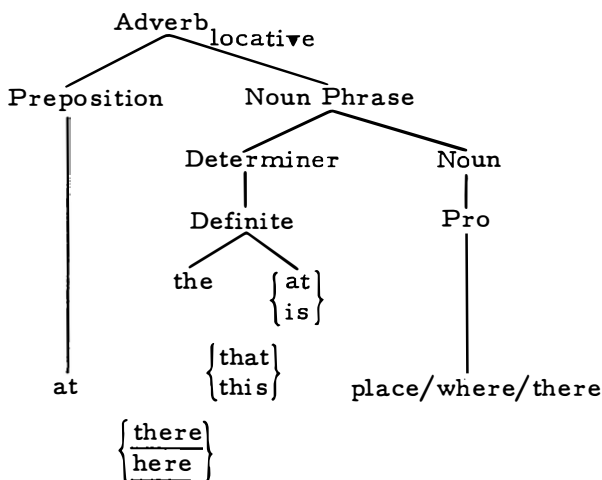 Adverb locative
Preposition Noun Phrase
Determiner Noun
Definite Pro
the {at
is}
{that
this}
at place/where/there
{there
here}